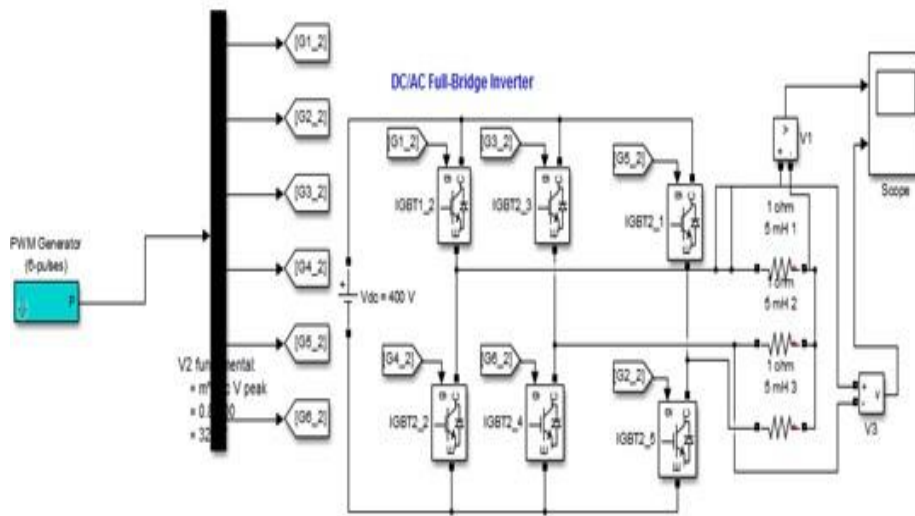 [G1_2]
[G2_2]
[G3_2]
[G4_2]
[G5_2]
[G6_2]
PWM Generator
(6-pulses)
P
V2 fundamental:
= 0.8
= 32
DC/AC Full-Bridge Inverter
Vdc = 400 V
+
[G1_2]
[G3_2]
[G5_2]
g C
E
IGBT1_2
IGBT2_3
IGBT2_1
[G4_2]
[G6_2]
[G2_2]
IGBT2_2
IGBT2_4
IGBT2_5
V1
Scope
1 ohm
5 mH 1
1 ohm
5 mH 2
1 ohm
5 mH 3
+
-
v
V3